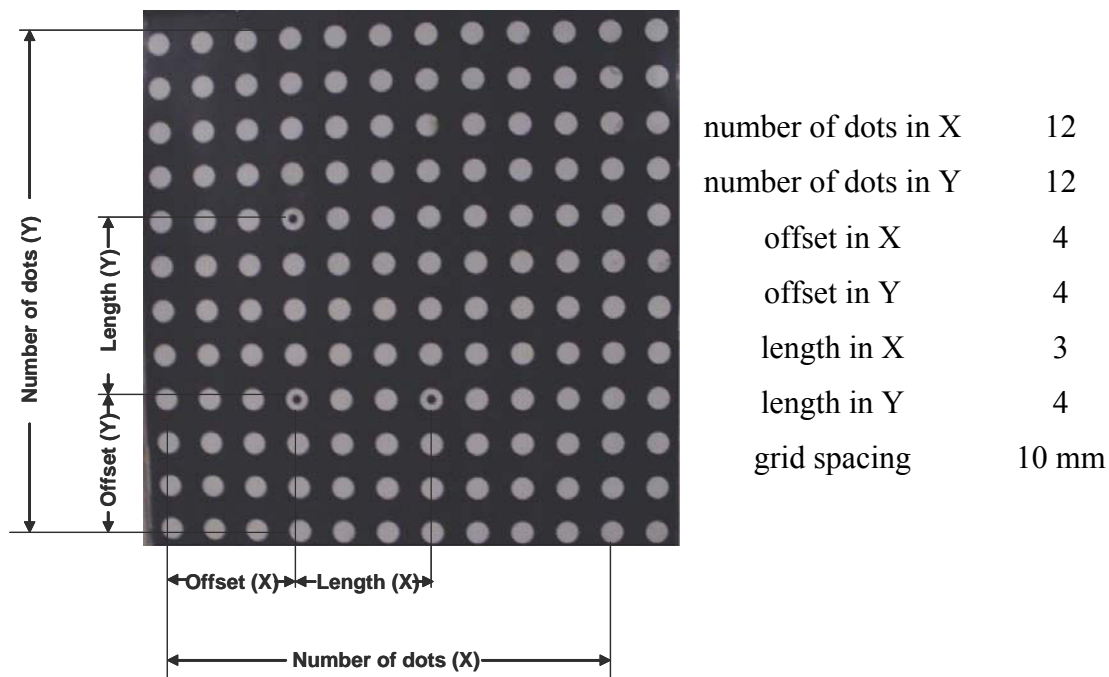 Number of dots (Y)
Length (Y)
Offset (Y)
Offset (X)
Length (X)
Number of dots (X)
number of dots in X 12
number of dots in Y 12
offset in X 4
offset in Y 4
length in X 3
length in Y 4
grid spacing 10 mm